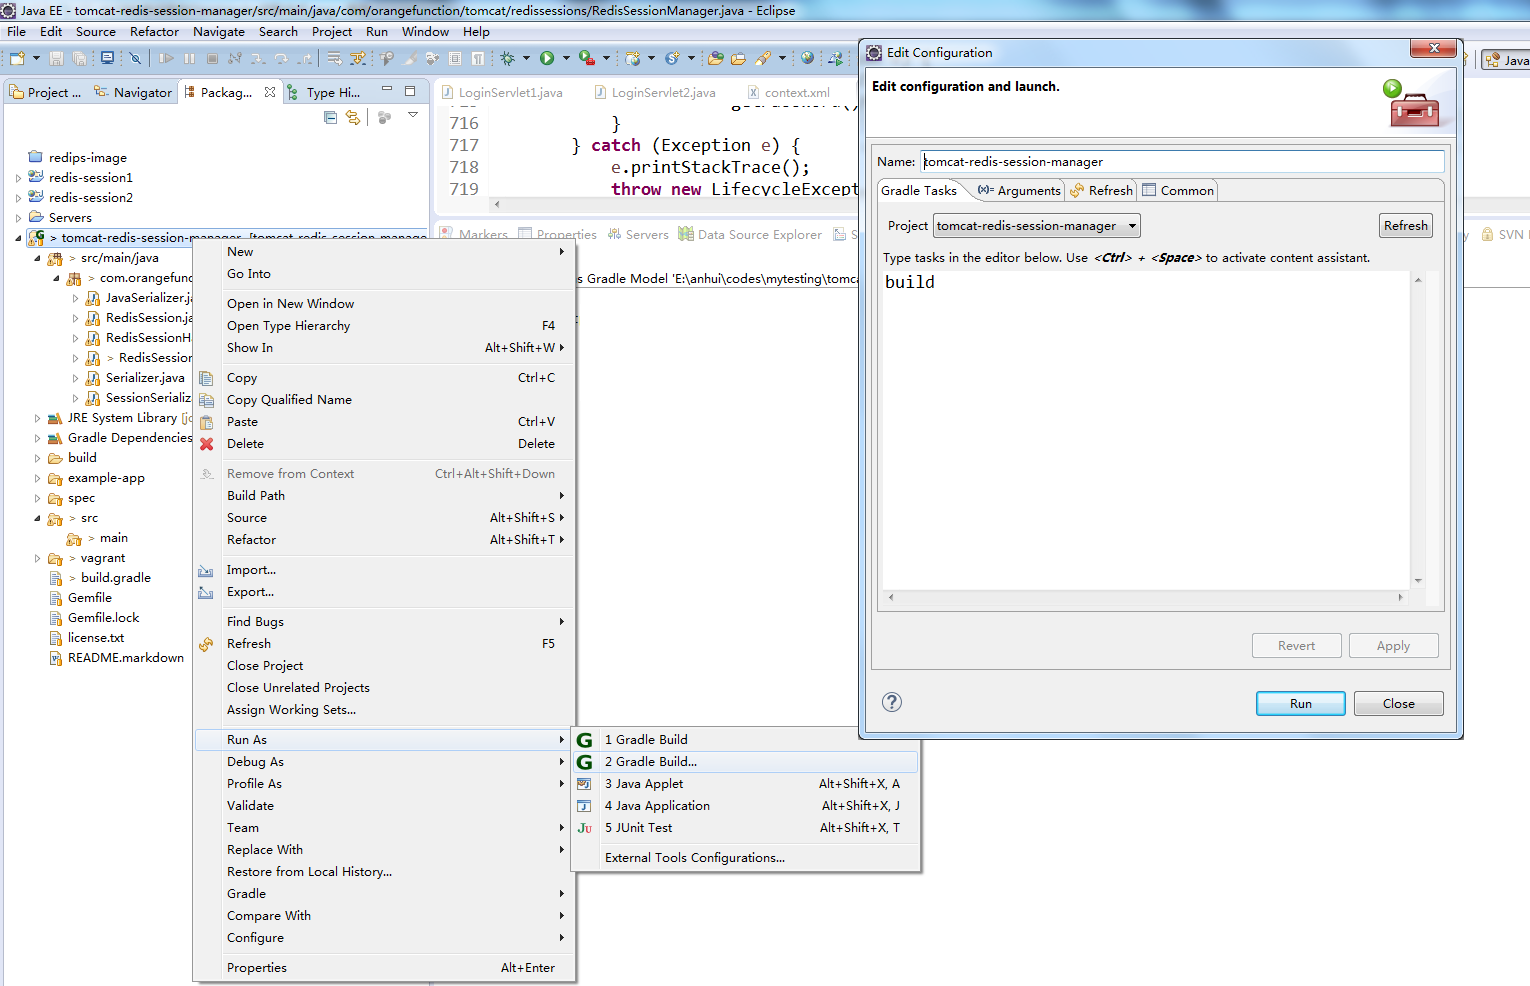 Java EE - tomcat-redis-session-manager/src/main/java/com/orangefunction/tomcat/redissessions/RedisSessionManager.java - Eclipse
File Edit Source Refactor Navigate Search Project Run Window Help
Java
Project ... Navigator Packag... Type Hi...
redips-image
redis-session1
redis-session2
Servers
> tomcat-redis-session-manager [tomcat-redis-session-manage
> src/main/java
> com.orangefunc
JavaSerializer.ja
RedisSession.ja
RedisSessionH
> RedisSession
Serializer.java
SessionSerializ
JRE System Library [jc
Gradle Dependencies
build
example-app
spec
> src
> main
> vagrant
> build.gradle
Gemfile
Gemfile.lock
license.txt
README.markdown
LoginServlet1.java LoginServlet2.java context.xml
716 }
717 } catch (Exception e) {
718 e.printStackTrace();
719 throw new LifecycleExcept
Markers Properties Servers Data Source Explorer S
y SVN
s Gradle Model 'E:\anhui\codes\mytesting\tomca
New
Go Into
Open in New Window
Open Type Hierarchy F4
Show In Alt+Shift+W
Copy Ctrl+C
Copy Qualified Name
Paste Ctrl+V
Delete Delete
Remove from Context Ctrl+Alt+Shift+Down
Build Path
Source Alt+Shift+S
Refactor Alt+Shift+T
Import...
Export...
Find Bugs
Refresh F5
Close Project
Close Unrelated Projects
Assign Working Sets...
Run As
Debug As
Profile As
Validate
Team
Replace With
Restore from Local History...
Gradle
Compare With
Configure
Properties Alt+Enter
1 Gradle Build
2 Gradle Build...
3 Java Applet Alt+Shift+X, A
4 Java Application Alt+Shift+X, J
5 JUnit Test Alt+Shift+X, T
External Tools Configurations...
Edit Configuration
Edit configuration and launch.
Name: tomcat-redis-session-manager
Gradle Tasks (x)= Arguments Refresh Common
Project tomcat-redis-session-manager Refresh
Type tasks in the editor below. Use <Ctrl> + <Space> to activate content assistant.
build
Revert Apply
Run Close